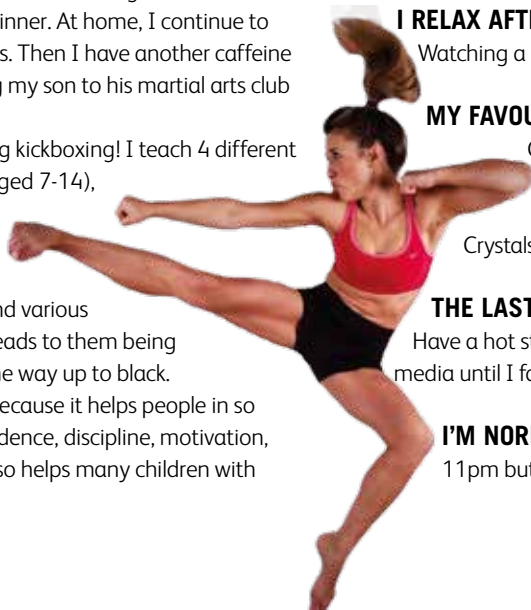 inner. At home, I continue to
s. Then I have another caffeine
g my son to his martial arts club
g kickboxing! I teach 4 different
ged 7-14),
nd various
eads to them being
ne way up to black.
ecause it helps people in so
dence, discipline, motivation,
so helps many children with
I RELAX AFT
Watching a
MY FAVOU
Crystals
THE LAST
Have a hot s
media until I fa
I'M NOR
11pm but